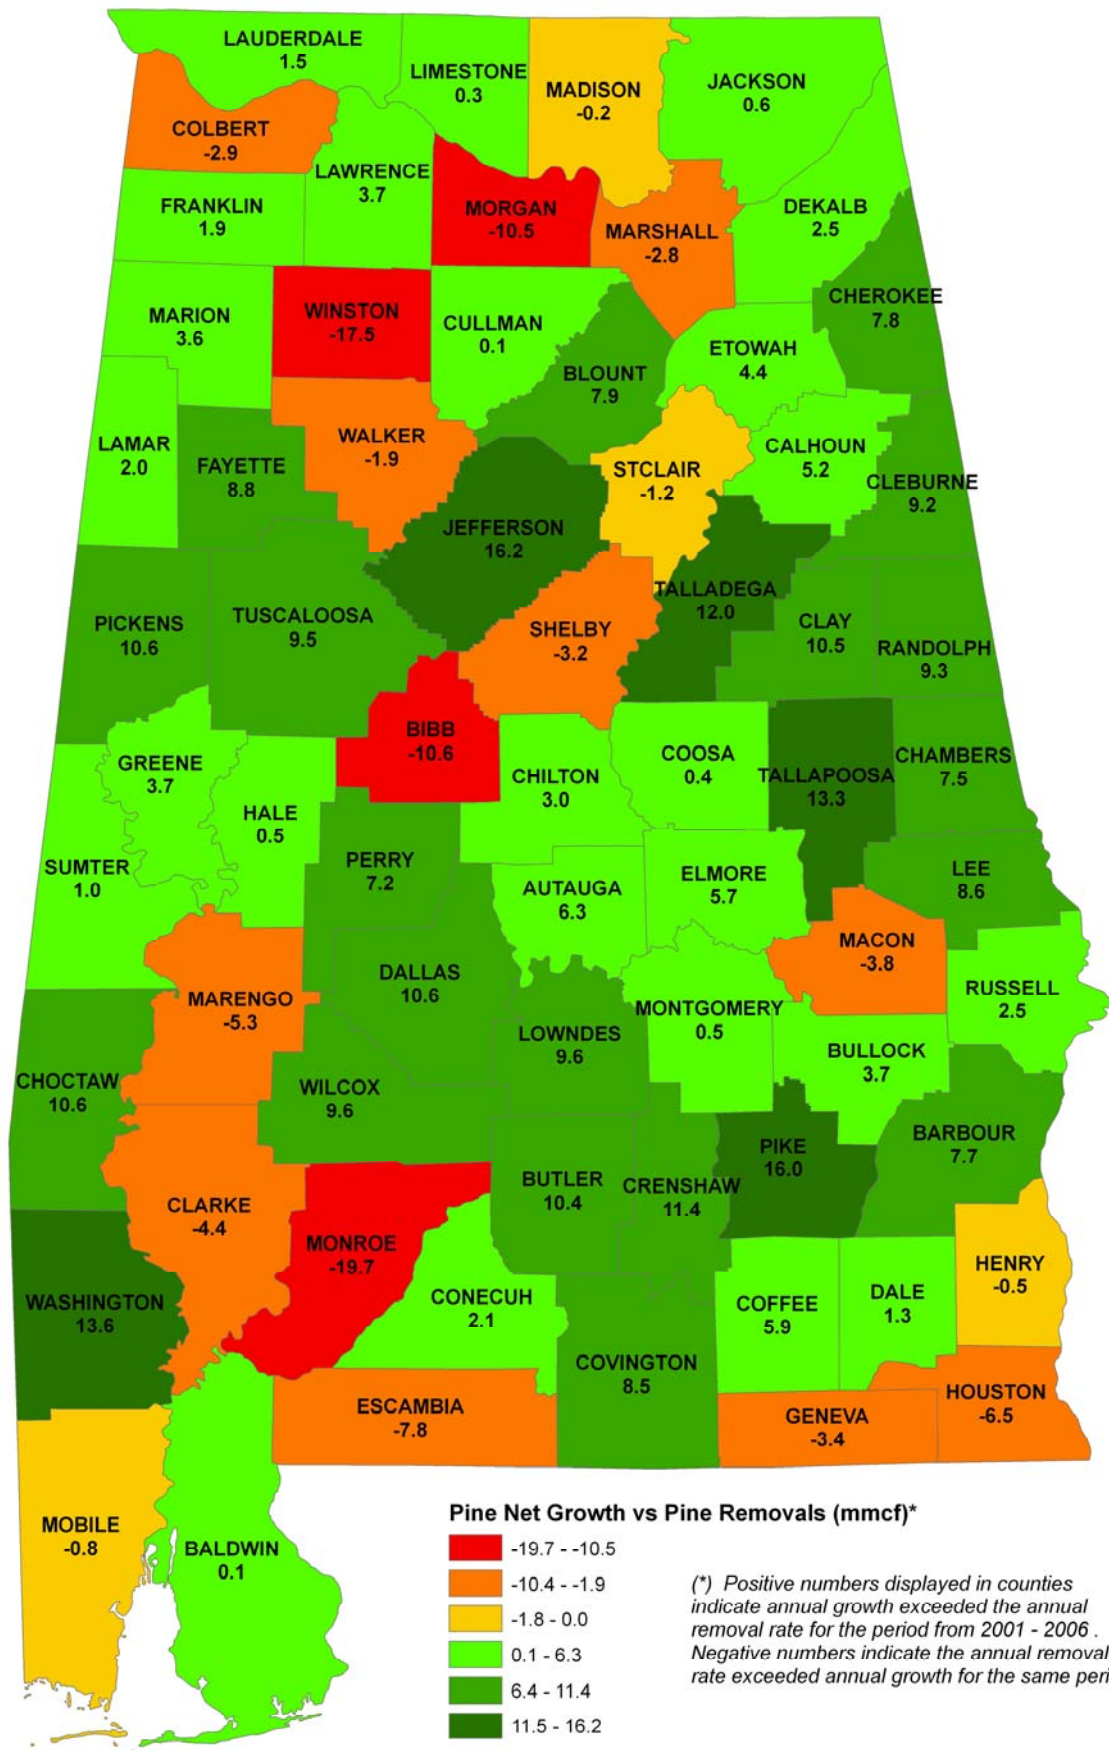 LAUDERDALE
1.5
LIMESTONE
0.3
MADISON
-0.2
JACKSON
0.6
COLBERT
-2.9
LAWRENCE
3.7
FRANKLIN
1.9
MORGAN
-10.5
MARSHALL
-2.8
DEKALB
2.5
CHEROKEE
7.8
MARION
3.6
WINSTON
-17.5
CULLMAN
0.1
BLOUNT
7.9
ETOWAH
4.4
LAMAR
2.0
FAYETTE
8.8
WALKER
-1.9
STCLAIR
-1.2
CALHOUN
5.2
CLEBURNE
9.2
JEFFERSON
16.2
PICKENS
10.6
TUSCALOOSA
9.5
SHELBY
-3.2
TALLADEGA
12.0
CLAY
10.5
RANDOLPH
9.3
BIBB
-10.6
GREENE
3.7
HALE
0.5
CHILTON
3.0
COOSA
0.4
TALLAPOOSA
13.3
CHAMBERS
7.5
SUMTER
1.0
PERRY
7.2
AUTAUGA
6.3
ELMORE
5.7
LEE
8.6
MACON
-3.8
MARENGO
-5.3
DALLAS
10.6
LOWNDES
9.6
MONTGOMERY
0.5
BULLOCK
3.7
RUSSELL
2.5
CHOCTAW
10.6
WILCOX
9.6
BARBOUR
7.7
CLARKE
-4.4
MONROE
-19.7
BUTLER
10.4
CRENSHAW
11.4
PIKE
16.0
HENRY
-0.5
WASHINGTON
13.6
CONECUH
2.1
COFFEE
5.9
DALE
1.3
COVINGTON
8.5
ESCAMBIA
-7.8
GENEVA
-3.4
HOUSTON
-6.5
MOBILE
-0.8
BALDWIN
0.1
Pine Net Growth vs Pine Removals (mmcf)*
-19.7 - -10.5
-10.4 - -1.9
-1.8 - 0.0
0.1 - 6.3
6.4 - 11.4
11.5 - 16.2
(*) Positive numbers displayed in counties
indicate annual growth exceeded the annual
removal rate for the period from 2001 - 2006 .
Negative numbers indicate the annual removal
rate exceeded annual growth for the same peri